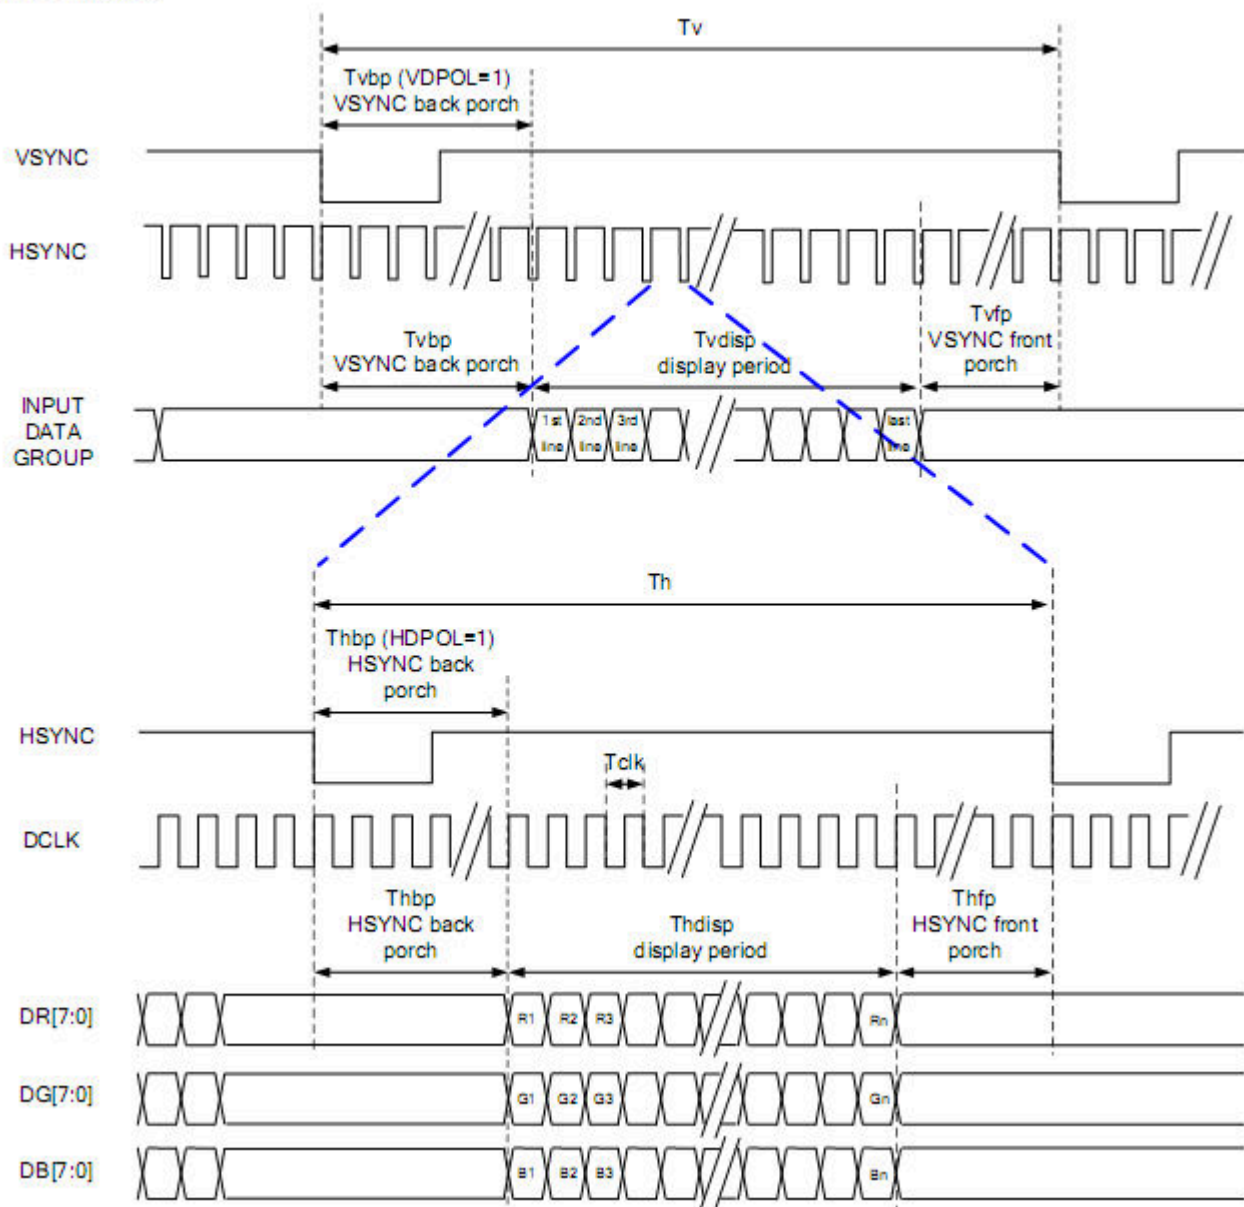 Tv
Tvbp (VDPOL=1)
VSYNC back porch
VSYNC
HSYNC
Tvbp
VSYNC back porch
Tvdisp
display period
Tvfp
VSYNC front
porch
INPUT
DATA
GROUP
1st
line
2nd
line
3rd
line
last
line
Th
Thbp (HDPOL=1)
HSYNC back
porch
HSYNC
Tclk
DCLK
Thbp
HSYNC back
porch
Thdisp
display period
Thfp
HSYNC front
porch
DR[7:0]
R1 R2 R3 Rn
DG[7:0]
G1 G2 G3 Gn
DB[7:0]
B1 B2 B3 Bn